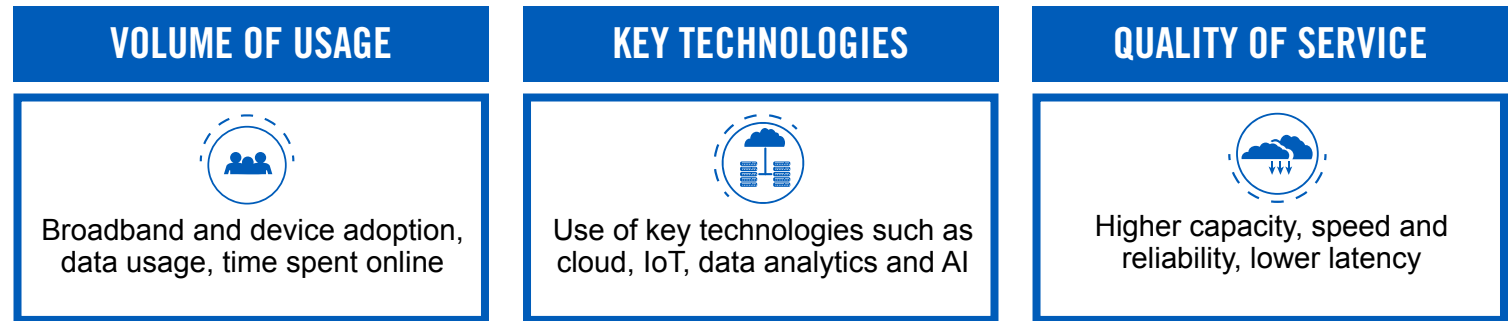 VOLUME OF USAGE
Broadband and device adoption,
data usage, time spent online
KEY TECHNOLOGIES
Use of key technologies such as
cloud, IoT, data analytics and AI
QUALITY OF SERVICE
Higher capacity, speed and
reliability, lower latency